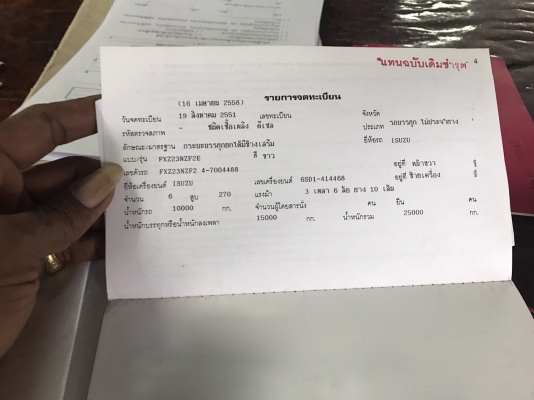 "แทนฉบับเดิมชำรุด" 4
(16 เมษายน 2558) รายการจดทะเบียน
วันจดทะเบียน 19 สิงหาคม 2551 เลขทะเบียน จังหวัด
รหัสตรวจสภาพ - ชนิดเชื้อเพลิง ดีเซล ประเภท รถบรรทุก ไม่ประจำทาง
ลักษณะ/มาตรฐาน กระบะบรรทุกยกได้มีข้างเสริม ยี่ห้อรถ ISUZU
แบบ/รุ่น FXZ23NZF2E สี ขาว
เลขตัวรถ FXZ23NZF2 4-7004488 อยู่ที่ คัสซีขวา
ยี่ห้อเครื่องยนต์ ISUZU เลขเครื่องยนต์ 6SD1-414468 อยู่ที่ ซ้ายเครื่อง
จำนวน 6 สูบ 270 แรงม้า 3 เพลา 6 ล้อ ยาง 10 เส้น
น้ำหนักรถ 10000 กก. จำนวนผู้โดยสารนั่ง คน ยืน คน
น้ำหนักบรรทุกหรือน้ำหนักลงเพลา 15000 กก. น้ำหนักรวม 25000 กก.